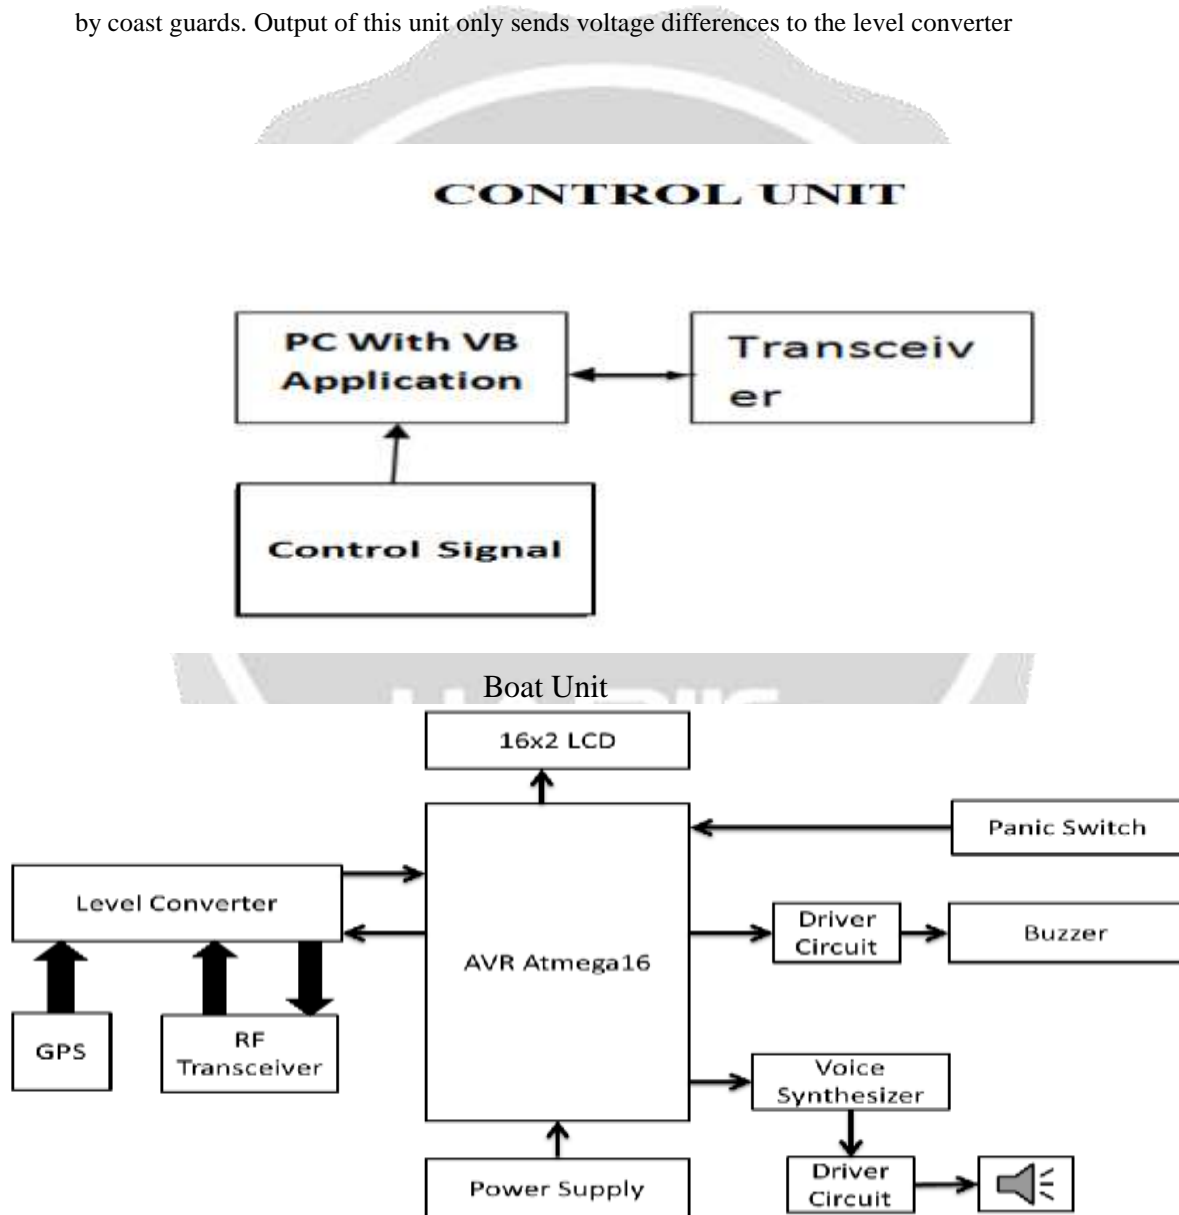 by coast guards. Output of this unit only sends voltage differences to the level converter
CONTROL UNIT
PC With VB
Application
Transceiv
er
Control Signal
Boat Unit
16x2 LCD
Panic Switch
Level Converter
Driver
Circuit
Buzzer
AVR Atmega16
GPS
RF
Transceiver
Voice
Synthesizer
Power Supply
Driver
Circuit